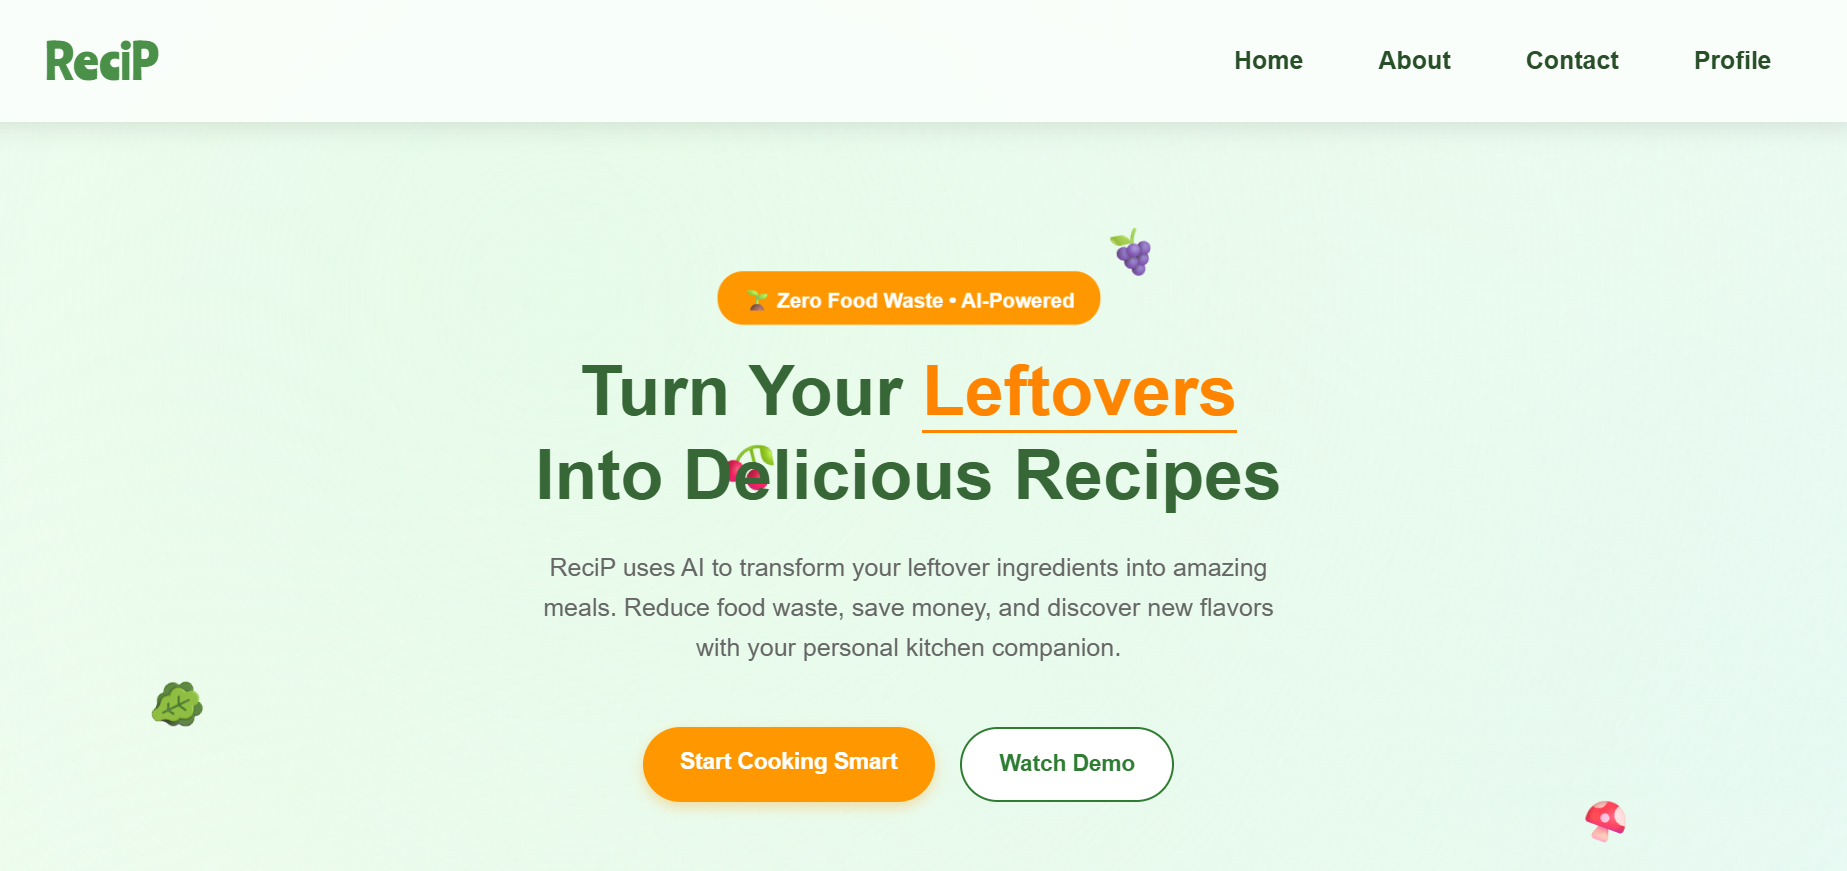 ReciP
Home About Contact Profile
Zero Food Waste • AI-Powered
Turn Your Leftovers
Into Delicious Recipes
ReciP uses AI to transform your leftover ingredients into amazing
meals. Reduce food waste, save money, and discover new flavors
with your personal kitchen companion.
Start Cooking Smart
Watch Demo